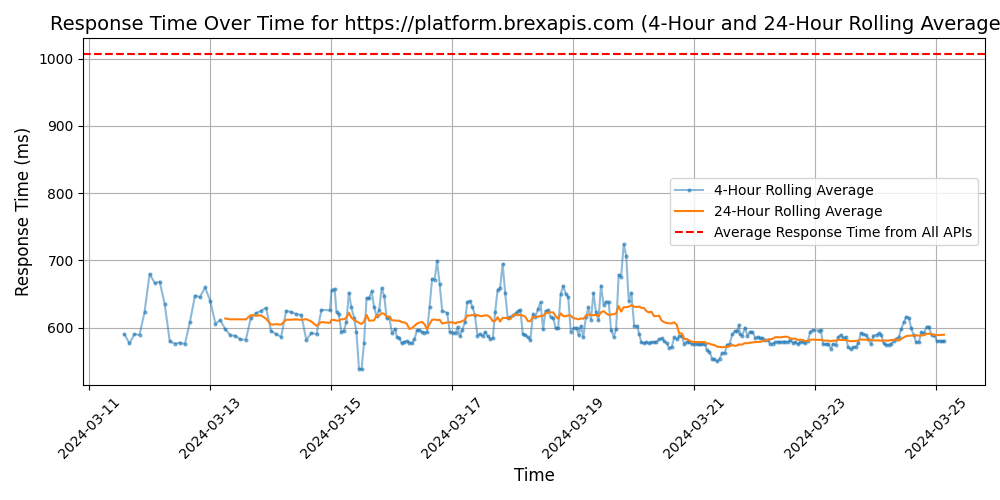 Response Time Over Time for https://platform.brexapis.com (4-Hour and 24-Hour Rolling Average
Response Time (ms)
1000
900
800
700
600
4-Hour Rolling Average
24-Hour Rolling Average
Average Response Time from All APIs
2024-03-11
2024-03-13
2024-03-15
2024-03-17
2024-03-19
2024-03-21
2024-03-23
2024-03-25
Time